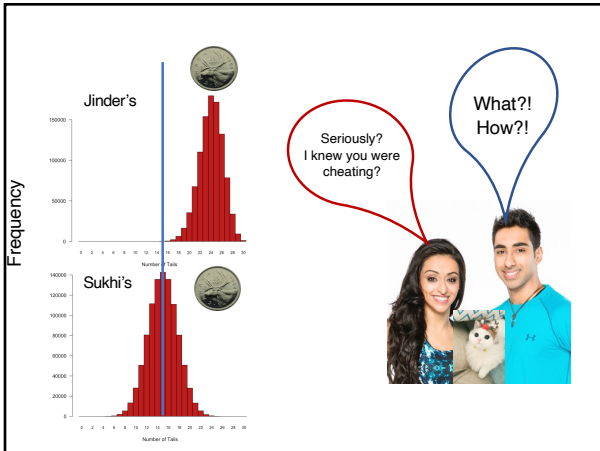 Jinder's
Frequency
150000
100000
50000
0
0 2 4 6 8 10 12 14 16 18 20 22 24 26 28 30
Number of Tails
Sukhi's
140000
120000
100000
80000
60000
40000
20000
0
0 2 4 6 8 10 12 14 16 18 20 22 24 26 28 30
Number of Tails
Seriously?
I knew you were
cheating?
What?!
How?!